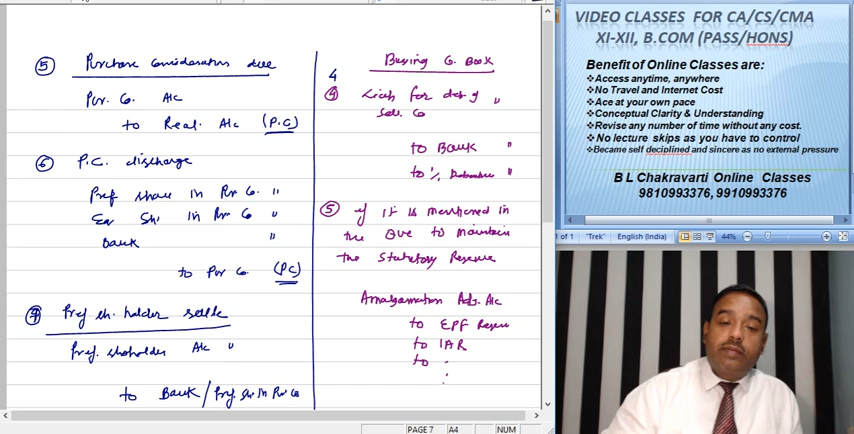 5 Purchase Consideration due
Pur. Co. A/c
to Real. A/c (P.C)
6 P.C. discharge
Pref share in Pur Co. "
Eq Sh. in Pur Co "
Bank "
to Pur Co. (PC)
7 Pref sh. holder settle
Pref. shareholder A/c "
to Bank / Pref. Sh in Pur Co
Buying Co. Book
4
4 Liab for deb of "
Sell. Co
to Bank "
to % Debenture "
5 If it is mentioned in
the Que to maintain
the Statutory Reserve
Amalgamation Adj. A/c
to EPF Reserve
to IAR
to :
PAGE 7 A4 NUM
VIDEO CLASSES FOR CA/CS/CMA
XI-XII, B.COM (PASS/HONS)
Benefit of Online Classes are:
•Access anytime, anywhere
•No Travel and Internet Cost
•Ace at your own pace
•Conceptual Clarity & Understanding
•Revise any number of time without any cost.
•No lecture skips as you have to control
•Became self deciplined and sincere as no external pressure
B L Chakravarti Online Classes
9810993376, 9910993376
1 of 1 "Trek" English (India) 44%